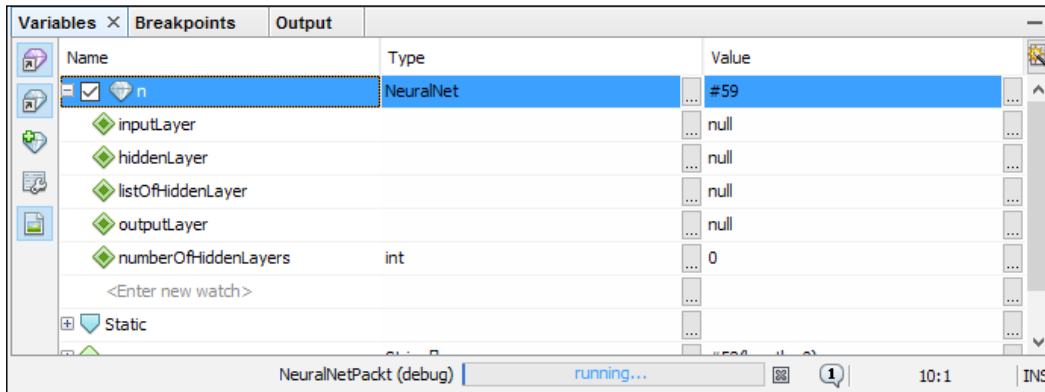 Variables × Breakpoints Output
Name Type Value
n NeuralNet ... #59 ...
inputLayer ... null ...
hiddenLayer ... null ...
listOfHiddenLayer ... null ...
outputLayer ... null ...
numberOfHiddenLayers int ... 0 ...
<Enter new watch> ... ...
Static ... ...
NeuralNetPackt (debug) running... 1 10:1 INS